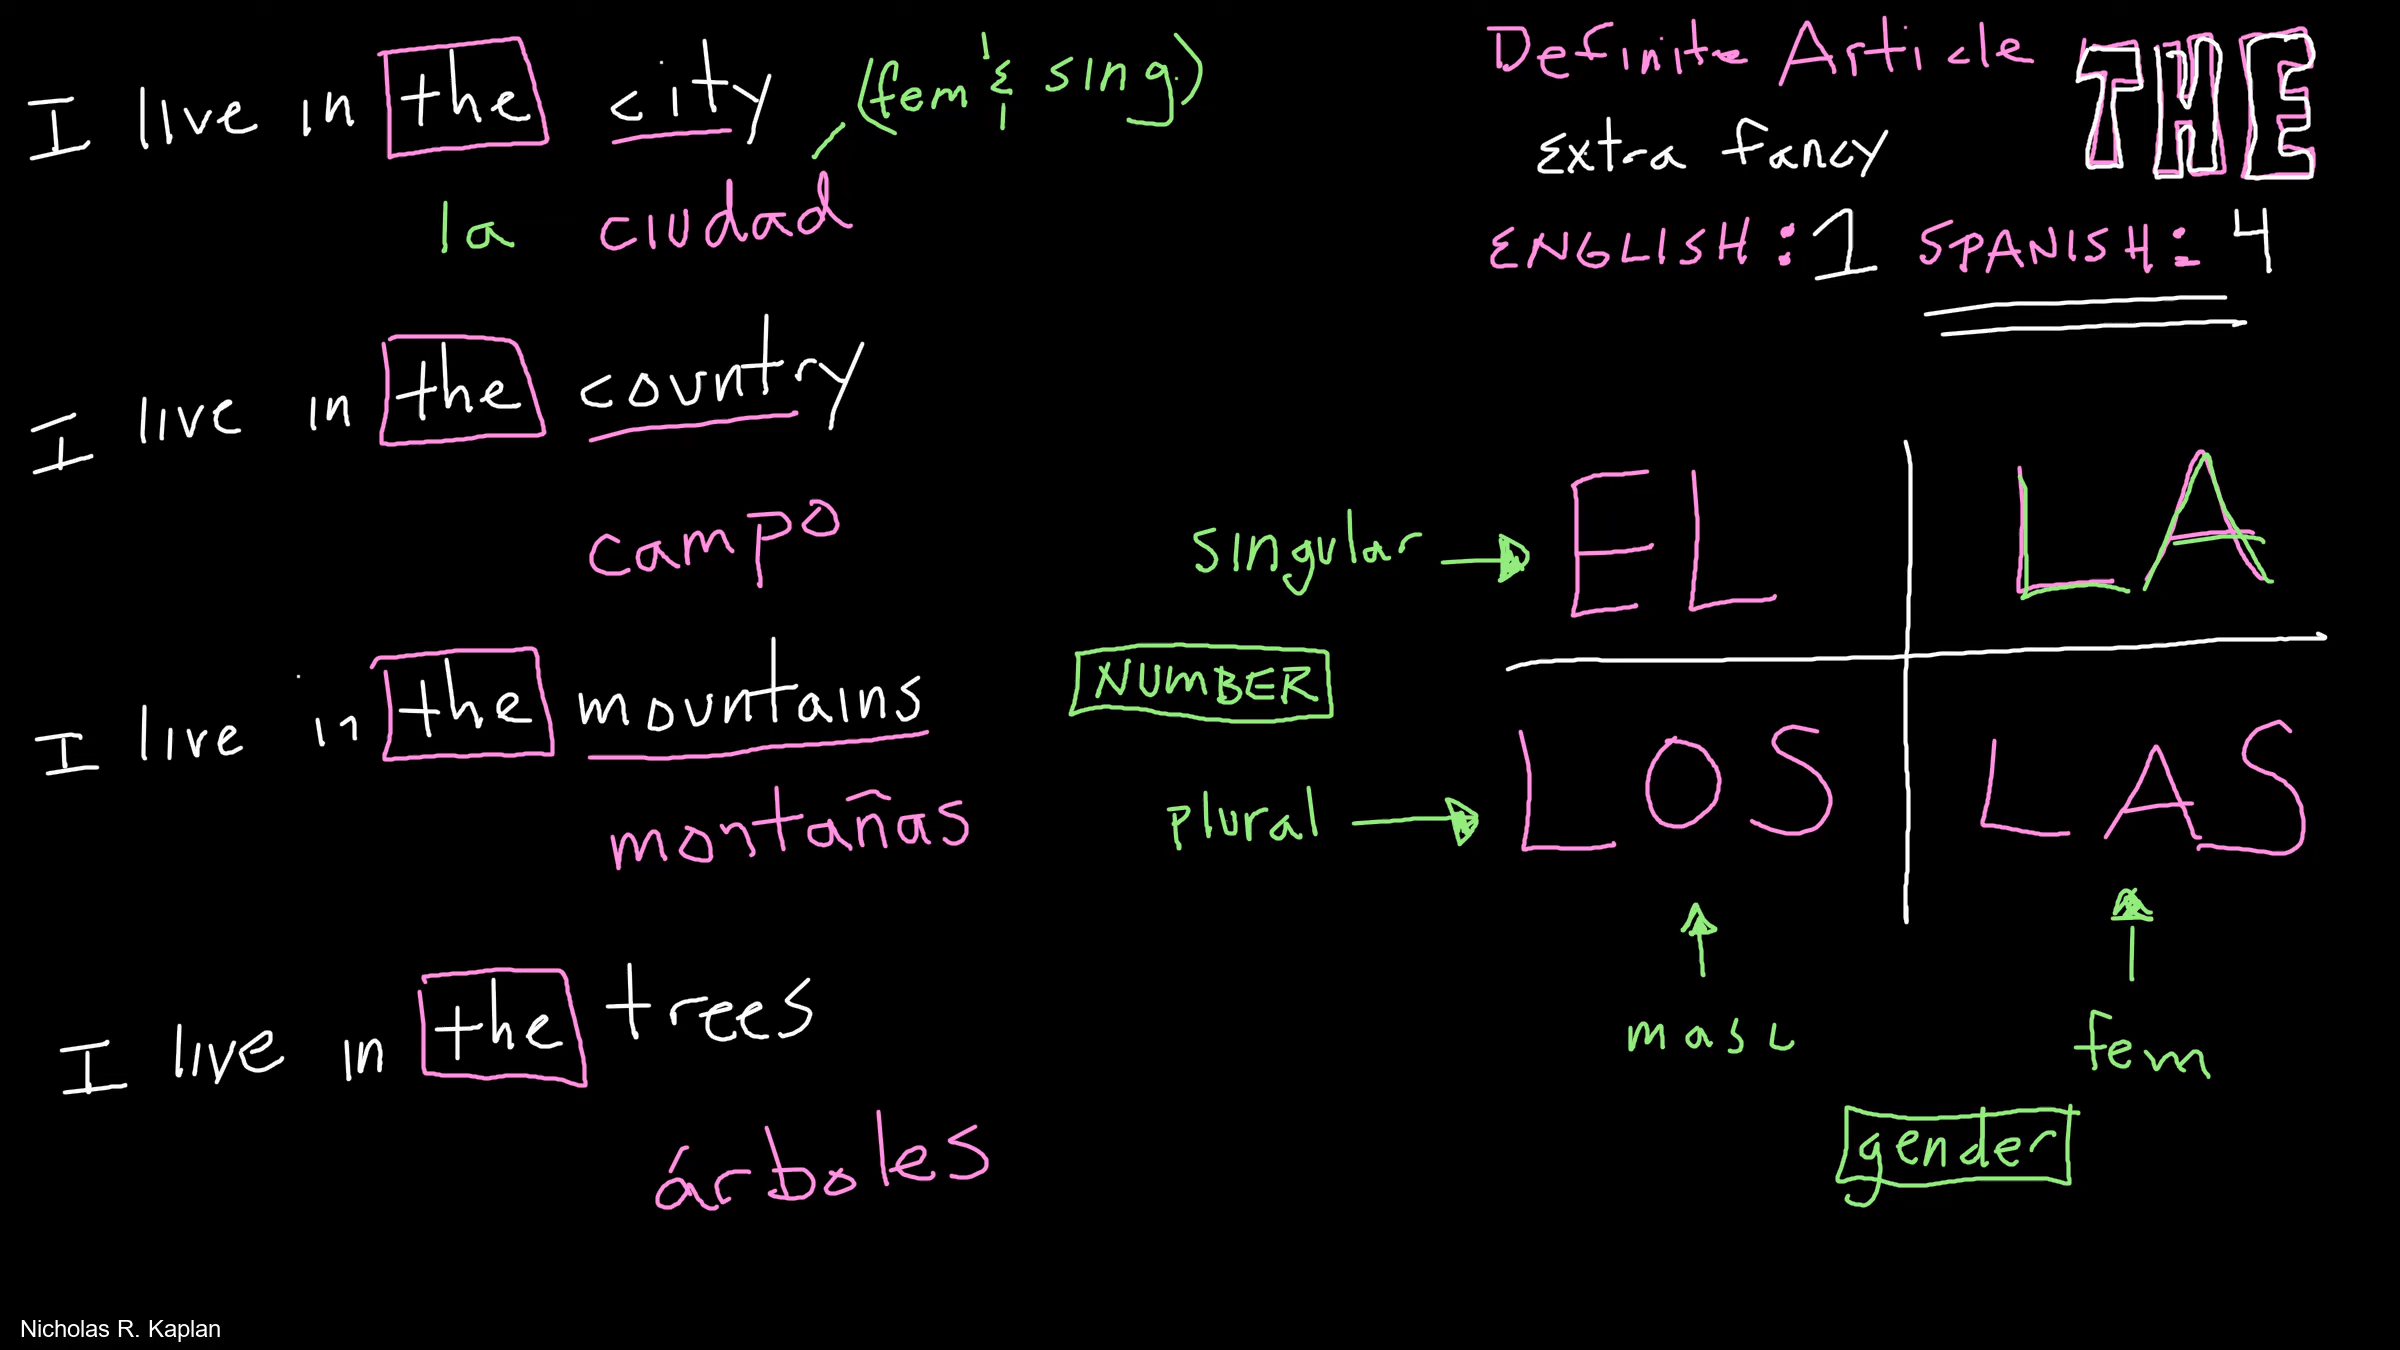 I live in the city (fem & sing.)
la ciudad
I live in the country
campo
I live in the mountains
montañas
I live in the trees
árboles
Definite Article THE
Extra fancy
ENGLISH: 1 SPANISH: 4
singular → EL LA
NUMBER
plural → LOS LAS
masc fem
gender
Nicholas R. Kaplan